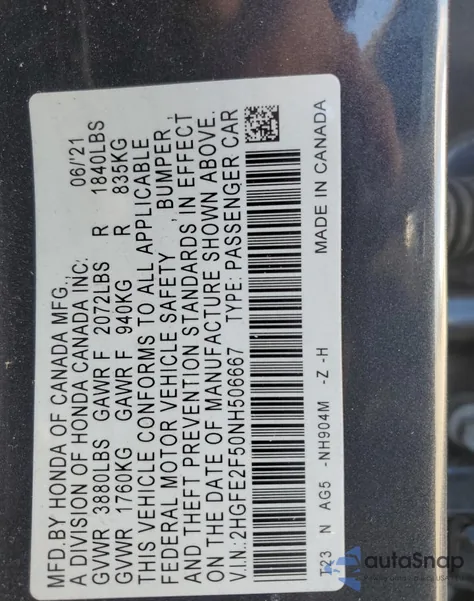 MFD.BY HONDA OF CANADA MFG., 06/'21
A DIVISION OF HONDA CANADA INC.
GVWR 3880LBS GAWR F 2072LBS R 1840LBS
GVWR 1760KG GAWR F 940KG R 835KG
THIS VEHICLE CONFORMS TO ALL APPLICABLE
FEDERAL MOTOR VEHICLE SAFETY , BUMPER ,
AND THEFT PREVENTION STANDARDS IN EFFECT
ON THE DATE OF MANUFACTURE SHOWN ABOVE.
V.I.N.:2HGFE2F50NH506667 TYPE: PASSENGER CAR
T23 N AG5 -NH904M -Z -H MADE IN CANADA
autoSnap